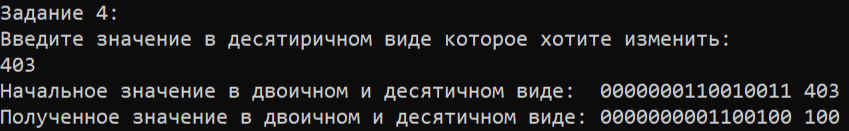 Задание 4:
Введите значение в десятиричном виде которое хотите изменить:
403
Начальное значение в двоичном и десятичном виде:  0000000110010011 403
Полученное значение в двоичном и десятичном виде: 0000000001100100 100